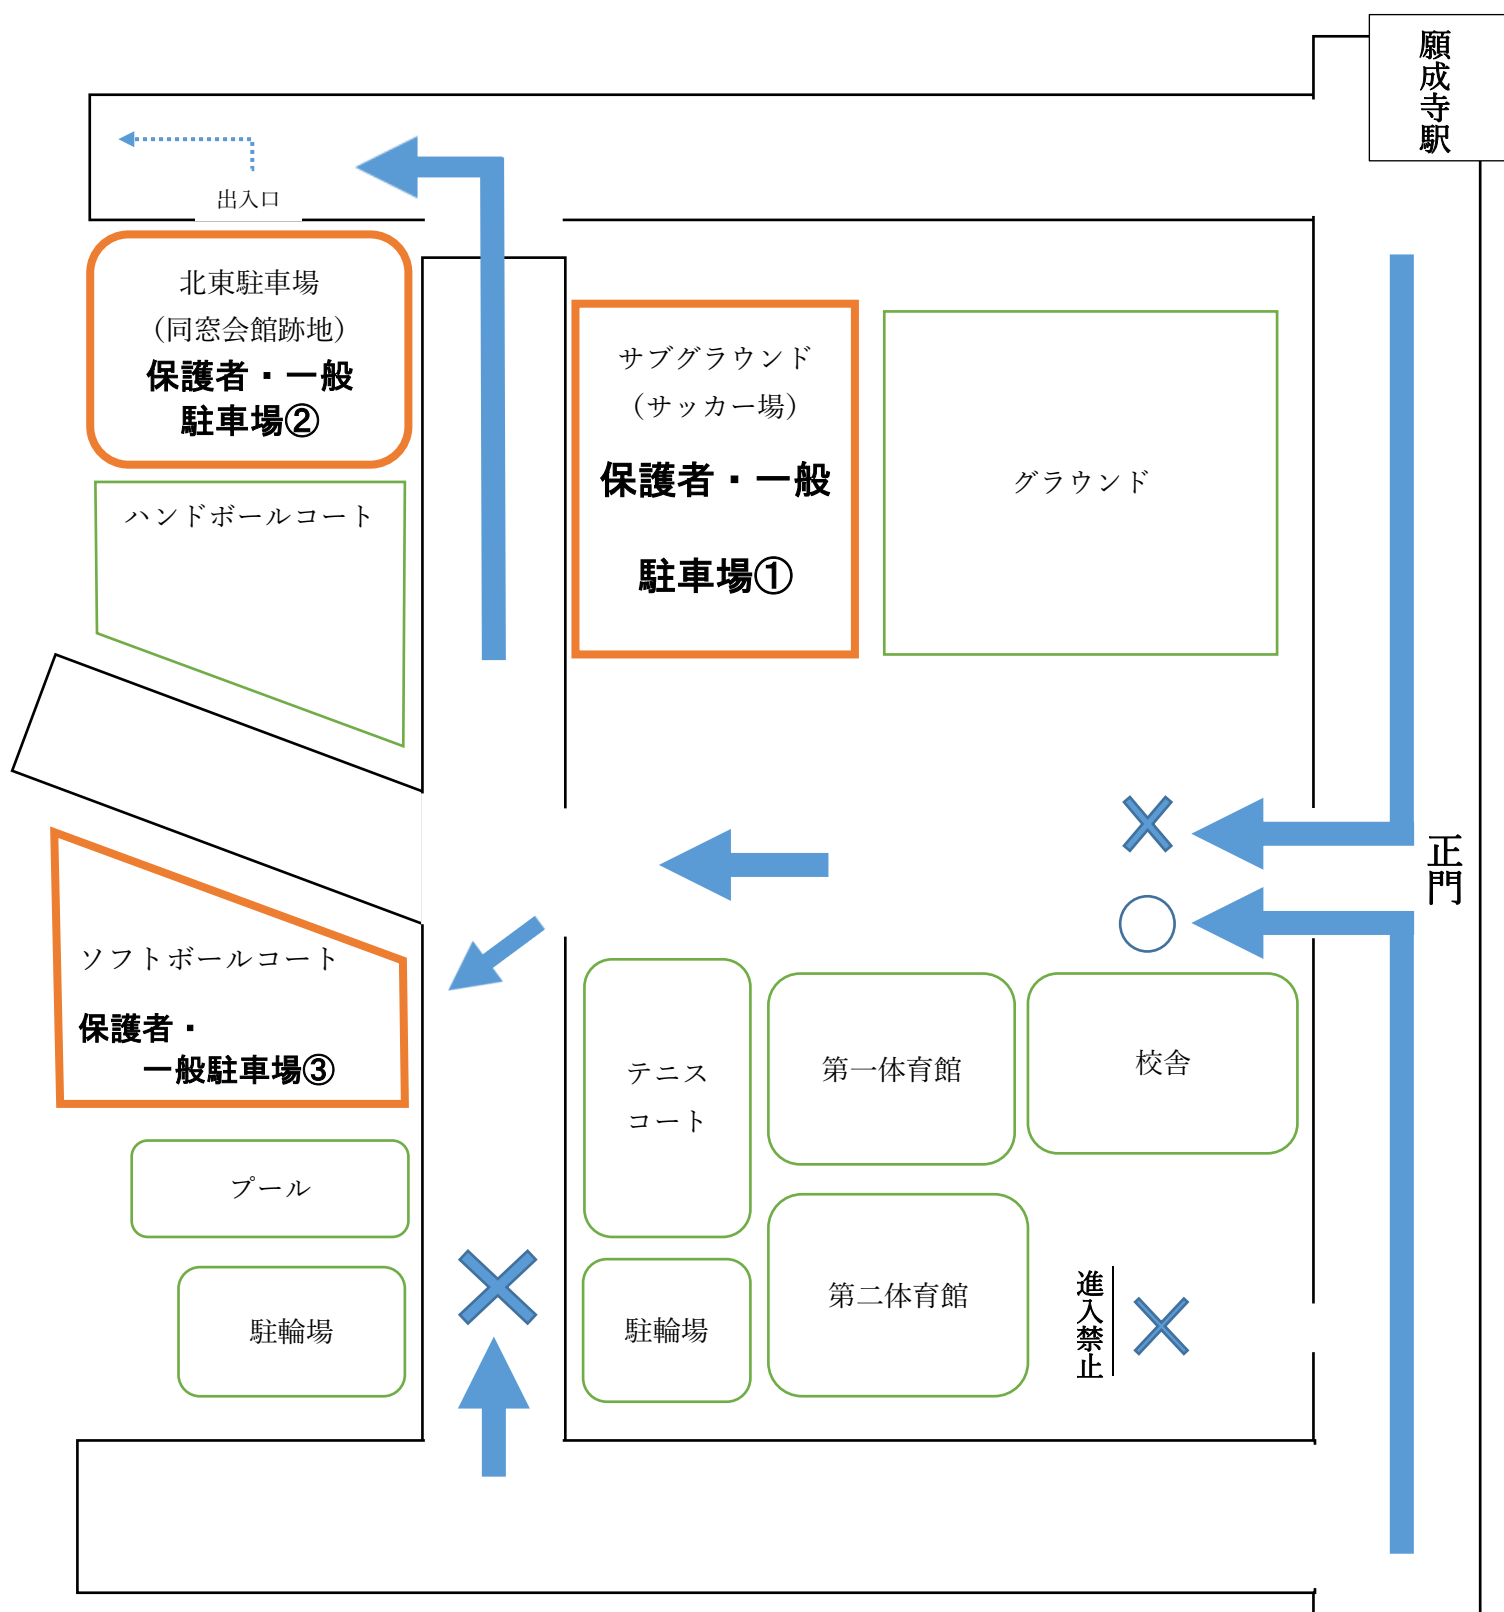 願成寺駅
出入口
北東駐車場
（同窓会館跡地）
保護者・一般
駐車場②
サブグラウンド
（サッカー場）
保護者・一般
駐車場①
グラウンド
ハンドボールコート
正門
ソフトボールコート
保護者・
一般駐車場③
テニス
コート
第一体育館
校舎
プール
駐輪場
駐輪場
第二体育館
進入禁止